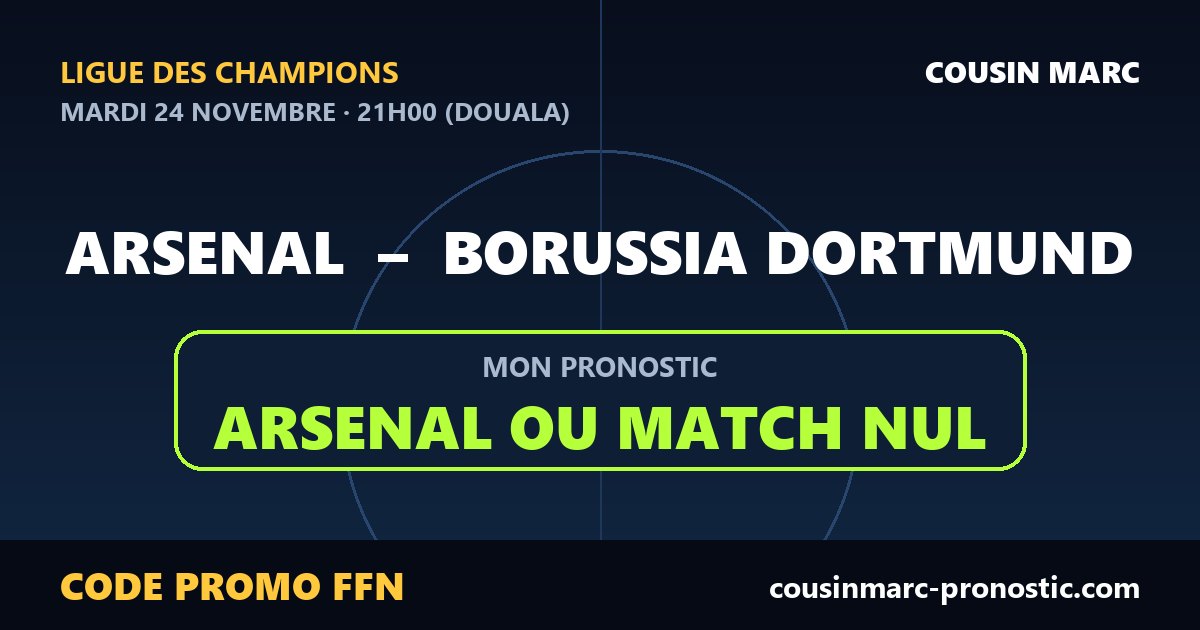 LIGUE DES CHAMPIONS
COUSIN MARC
MARDI 24 NOVEMBRE · 21H00 (DOUALA)
ARSENAL – BORUSSIA DORTMUND
MON PRONOSTIC
ARSENAL OU MATCH NUL
CODE PROMO FFN
cousinmarc-pronostic.com